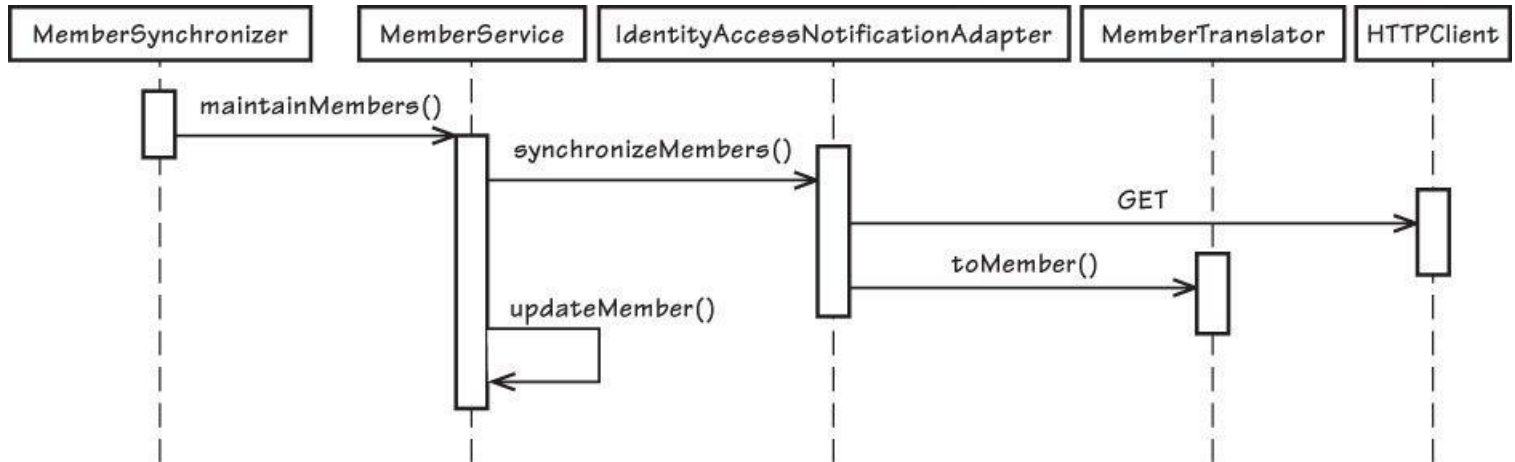 MemberSynchronizer
MemberService
IdentityAccessNotificationAdapter
MemberTranslator
HTTPClient
maintainMembers()
synchronizeMembers()
GET
toMember()
updateMember()